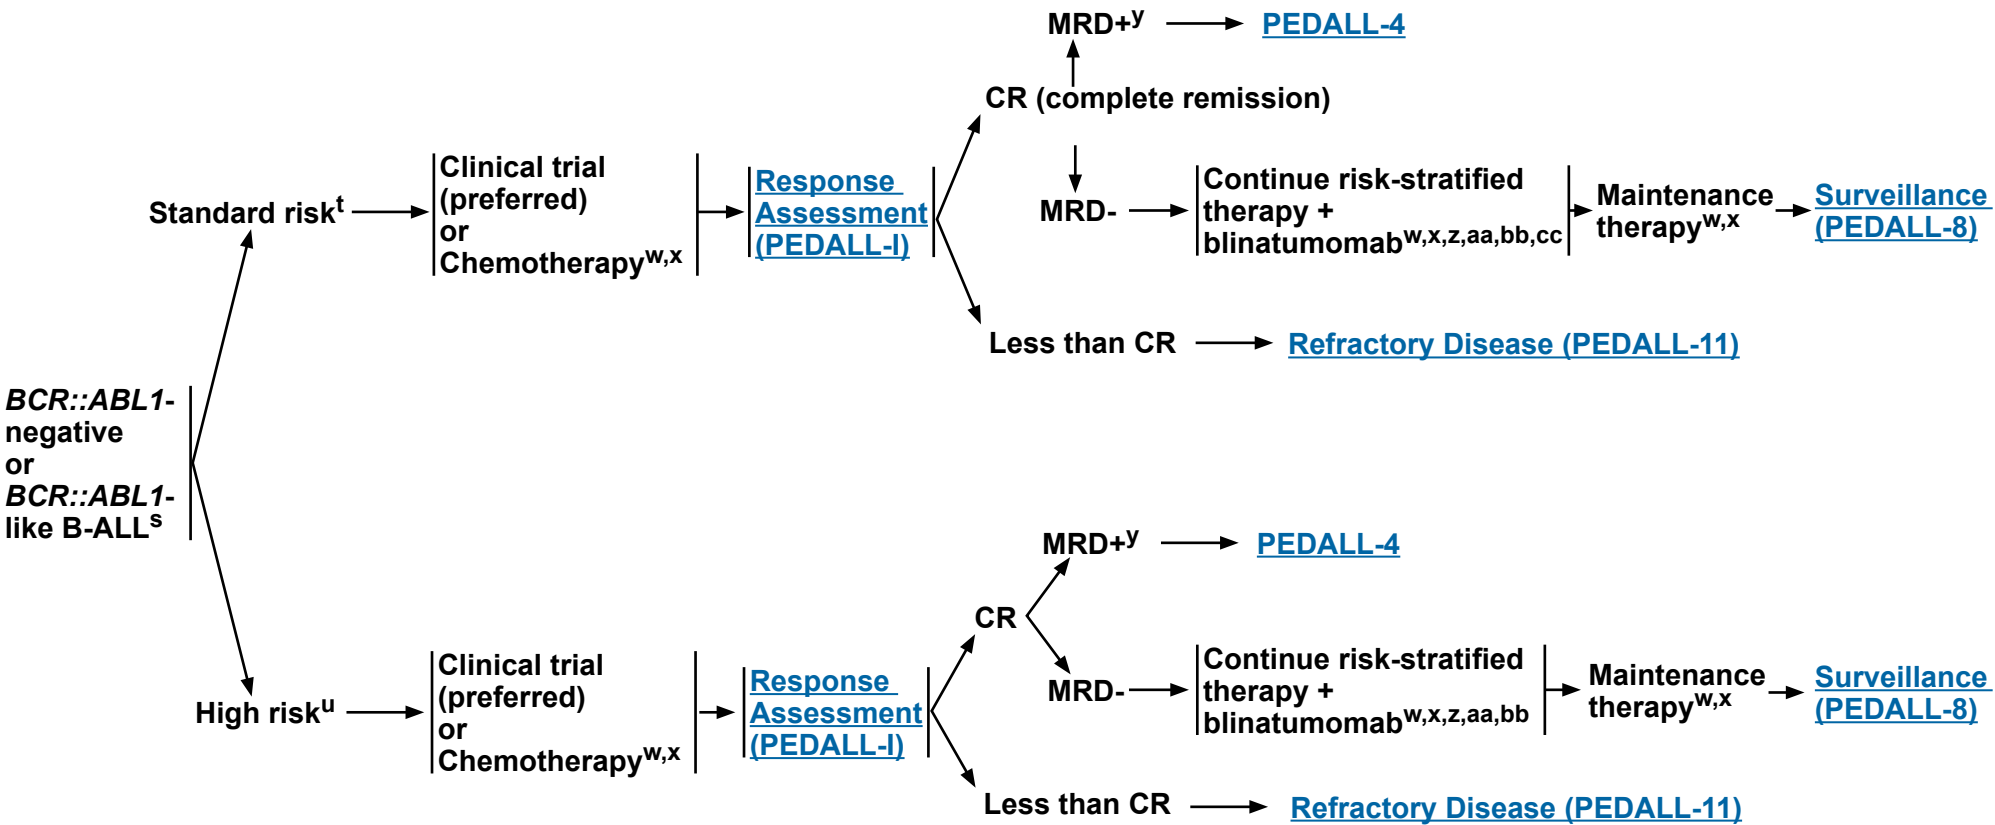 MRD+y
PEDALL-4
CR (complete remission)
Standard riskt
Clinical trial
(preferred)
or
Chemotherapyw,x
Response
Assessment
(PEDALL-I)
MRD-
Continue risk-stratified
therapy +
blinatumomabw,x,z,aa,bb,cc
Maintenance
therapyw,x
Surveillance
(PEDALL-8)
Less than CR
Refractory Disease (PEDALL-11)
BCR::ABL1-
negative
or
BCR::ABL1-
like B-ALLs
MRD+y
PEDALL-4
CR
High risku
Clinical trial
(preferred)
or
Chemotherapyw,x
Response
Assessment
(PEDALL-I)
MRD-
Continue risk-stratified
therapy +
blinatumomabw,x,z,aa,bb
Maintenance
therapyw,x
Surveillance
(PEDALL-8)
Less than CR
Refractory Disease (PEDALL-11)